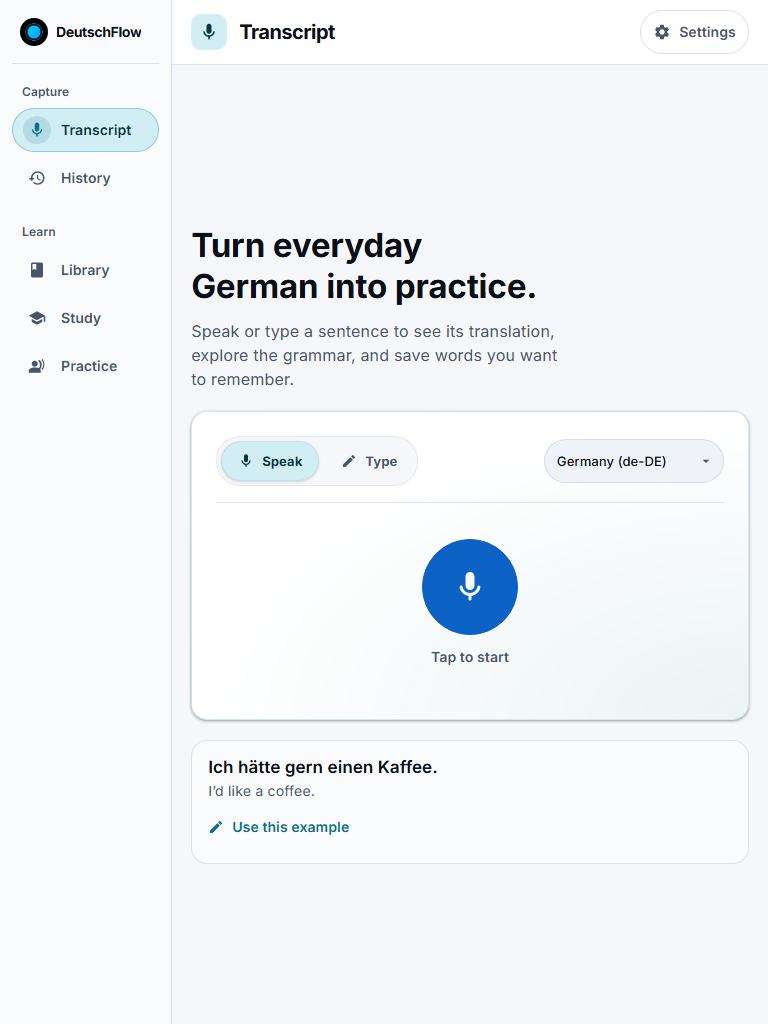 DeutschFlow
Capture
Transcript
History
Learn
Library
Study
Practice
Transcript
Settings
Turn everyday
German into practice.
Speak or type a sentence to see its translation,
explore the grammar, and save words you want
to remember.
Speak
Type
Germany (de-DE)
Tap to start
Ich hätte gern einen Kaffee.
I’d like a coffee.
Use this example